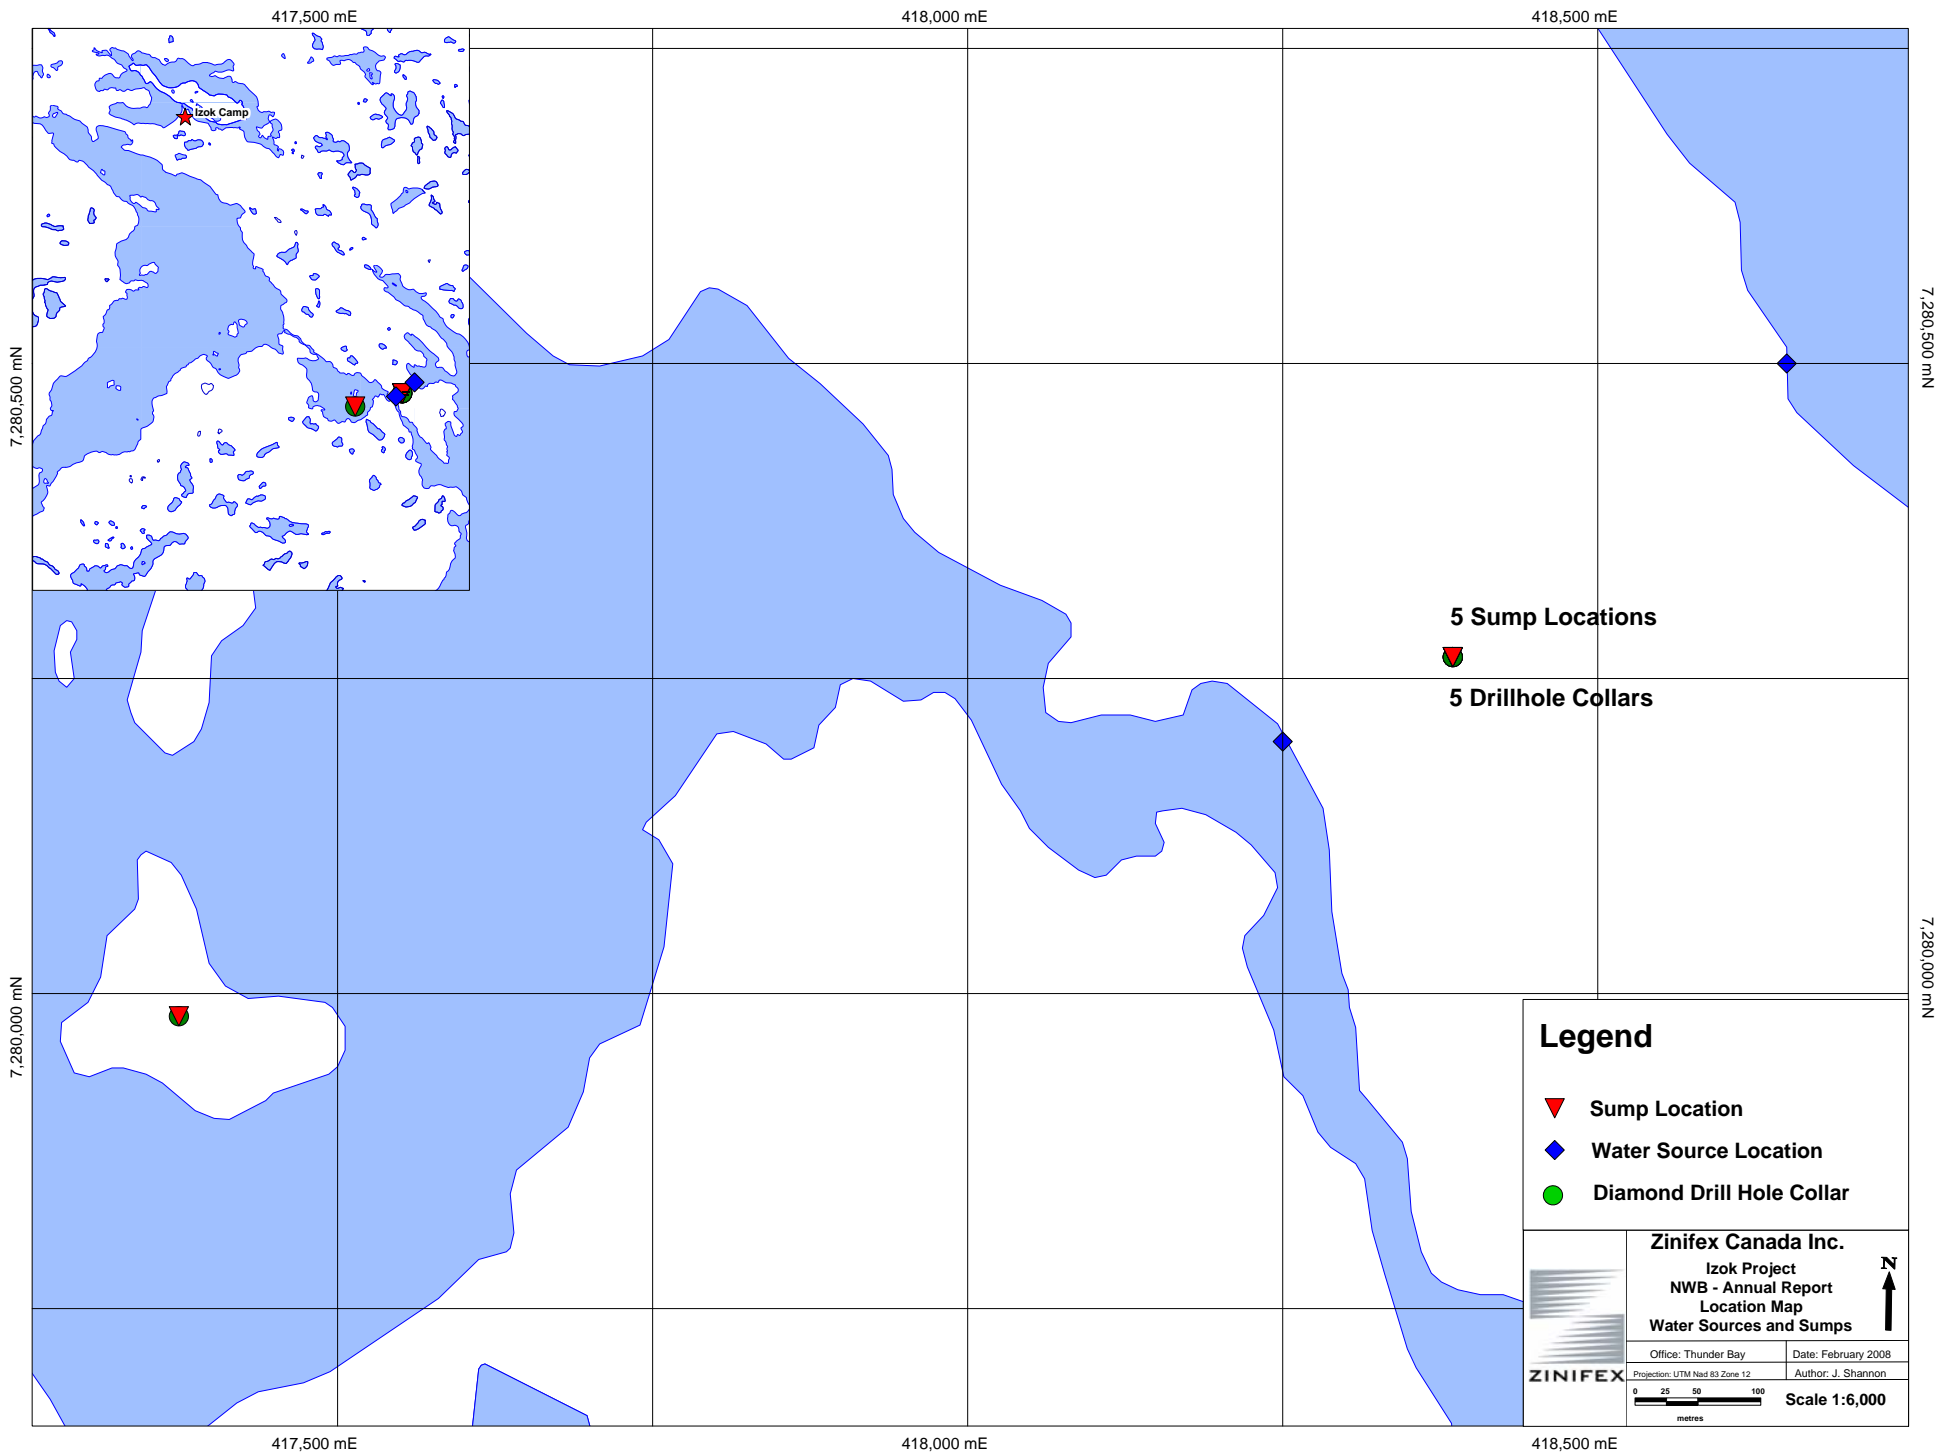 417,500 mE
418,000 mE
418,500 mE
Izok Camp
7,280,500 mN
7,280,500 mN
5 Sump Locations
5 Drillhole Collars
7,280,000 mN
7,280,000 mN
Legend
Sump Location
Water Source Location
Diamond Drill Hole Collar
Zinifex Canada Inc.
Izok Project
NWB - Annual Report
Location Map
Water Sources and Sumps
N
ZINIFEX
Office: Thunder Bay
Date: February 2008
Projection: UTM Nad 83 Zone 12
Author: J. Shannon
0 25 50 100
metres
Scale 1:6,000
417,500 mE
418,000 mE
418,500 mE